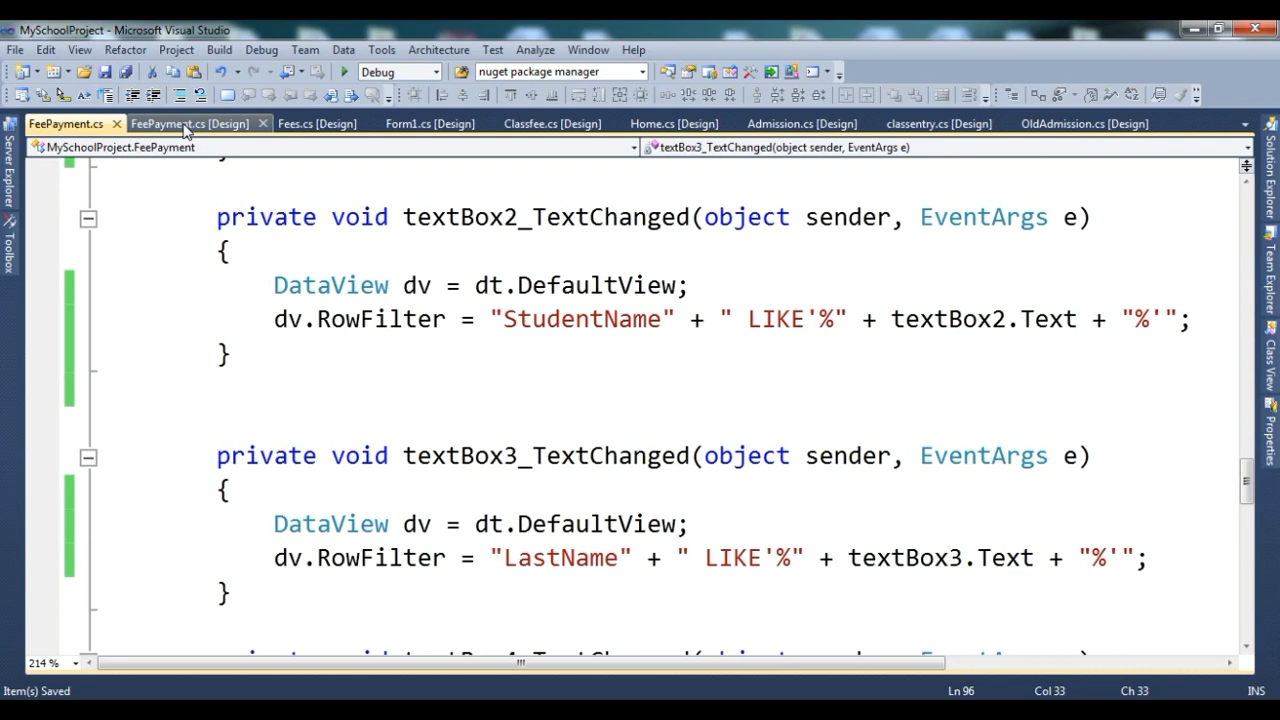 MySchoolProject - Microsoft Visual Studio
File Edit View Refactor Project Build Debug Team Data Tools Architecture Test Analyze Window Help
Debug nuget package manager
FeePayment.cs FeePayment.cs [Design] Fees.cs [Design] Form1.cs [Design] Classfee.cs [Design] Home.cs [Design] Admission.cs [Design] classentry.cs [Design] OldAdmission.cs [Design]
MySchoolProject.FeePayment textBox3_TextChanged(object sender, EventArgs e)
private void textBox2_TextChanged(object sender, EventArgs e)
{
DataView dv = dt.DefaultView;
dv.RowFilter = "StudentName" + " LIKE'%" + textBox2.Text + "%'";
}
private void textBox3_TextChanged(object sender, EventArgs e)
{
DataView dv = dt.DefaultView;
dv.RowFilter = "LastName" + " LIKE'%" + textBox3.Text + "%'";
}
Server Explorer
Toolbox
Solution Explorer
Team Explorer
Class View
Properties
214 %
Item(s) Saved Ln 96 Col 33 Ch 33 INS